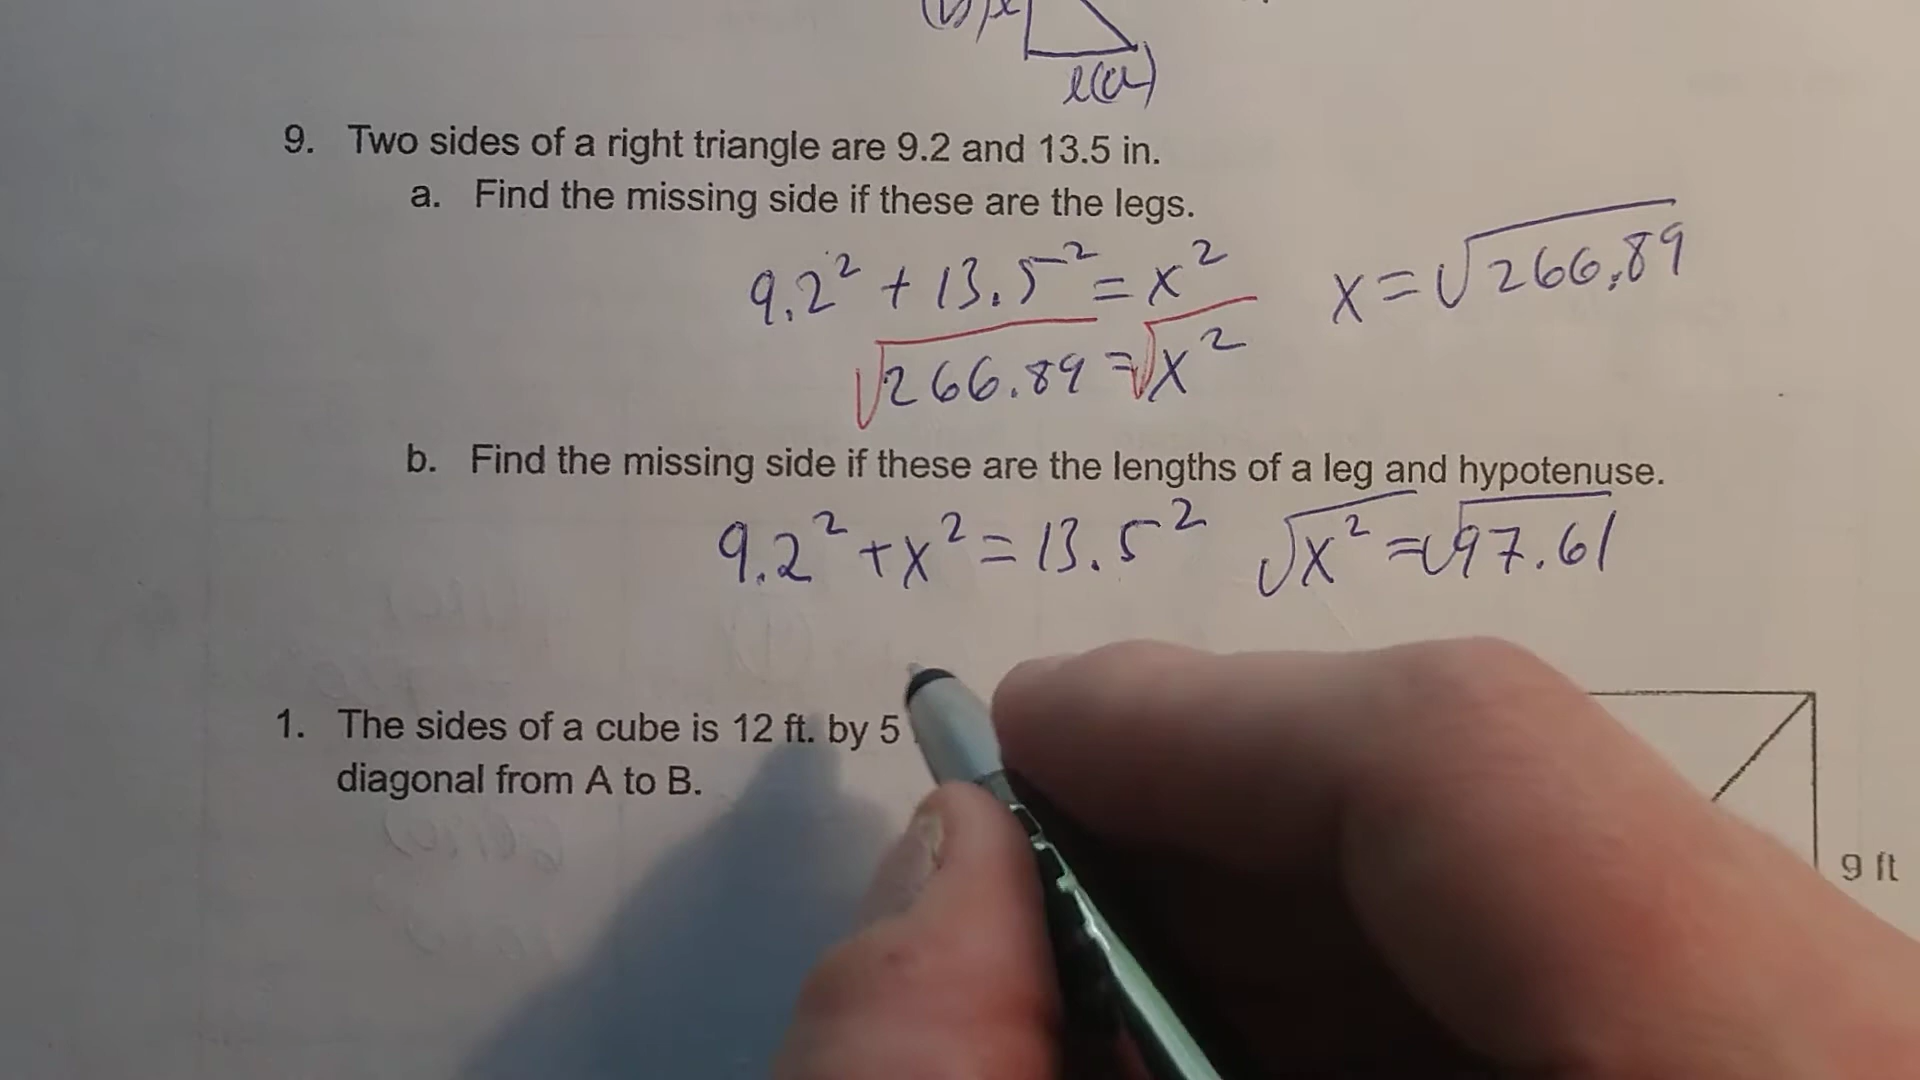 l(a)
9. Two sides of a right triangle are 9.2 and 13.5 in.
a. Find the missing side if these are the legs.
9.2² + 13.5² = x² x = √266.89
√266.89 = √x²
b. Find the missing side if these are the lengths of a leg and hypotenuse.
9.2² + x² = 13.5² √x² = √97.61
1. The sides of a cube is 12 ft. by 5
diagonal from A to B.
9 ft